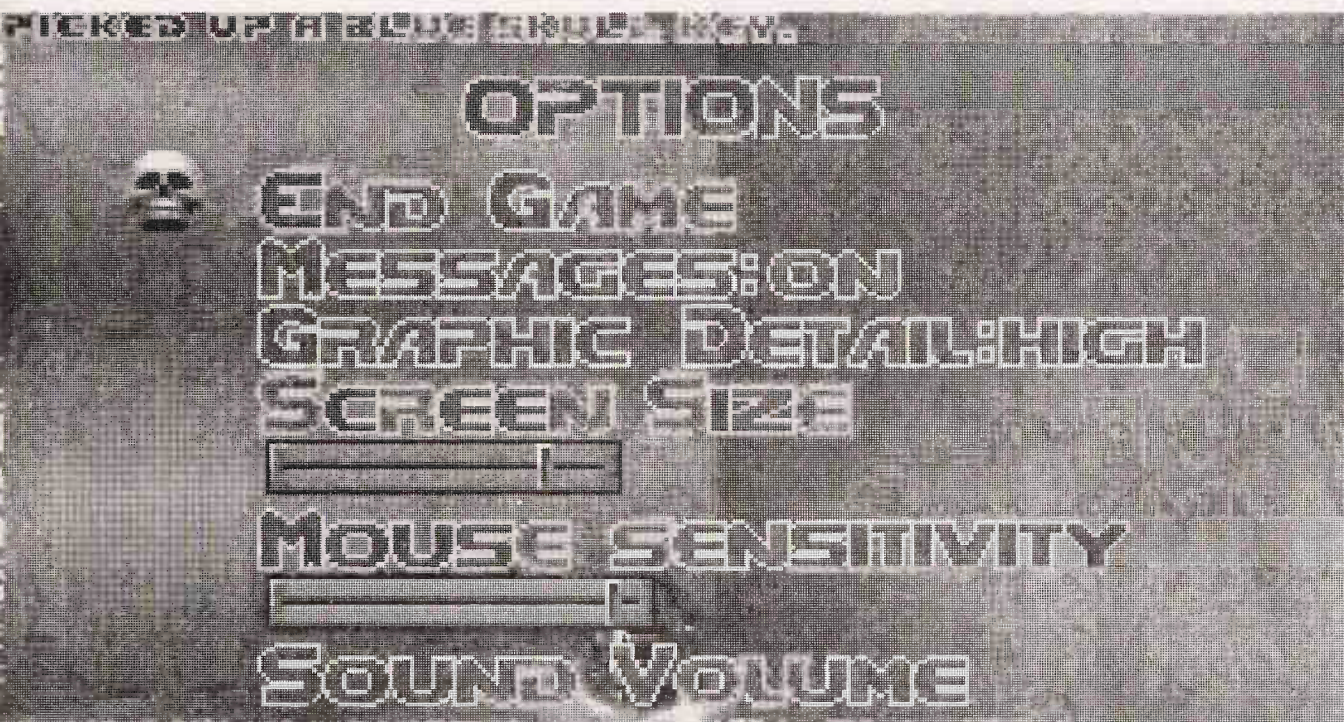 PICKED UP A BLUE SKULL KEY.
OPTIONS
END GAME
MESSAGES:ON
GRAPHIC DETAIL:HIGH
SCREEN SIZE
MOUSE SENSITIVITY
SOUND VOLUME